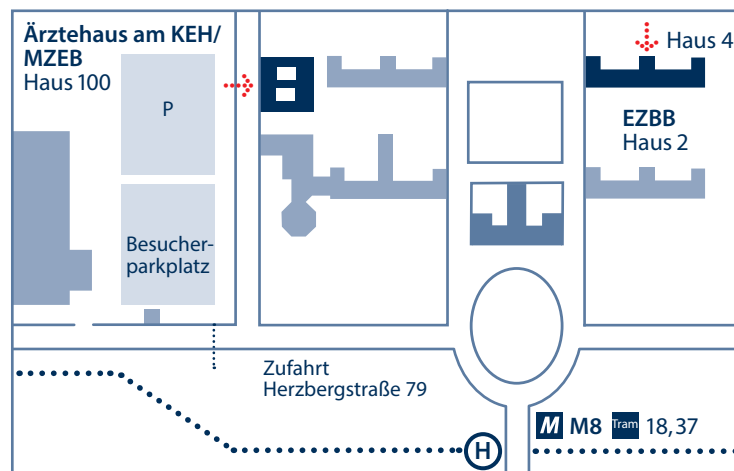 Ärztehaus am KEH/
MZEB
Haus 100
P
Besucher-
parkplatz
Haus 4
EZBB
Haus 2
Zufahrt
Herzbergstraße 79
H
M M8 Tram 18, 37